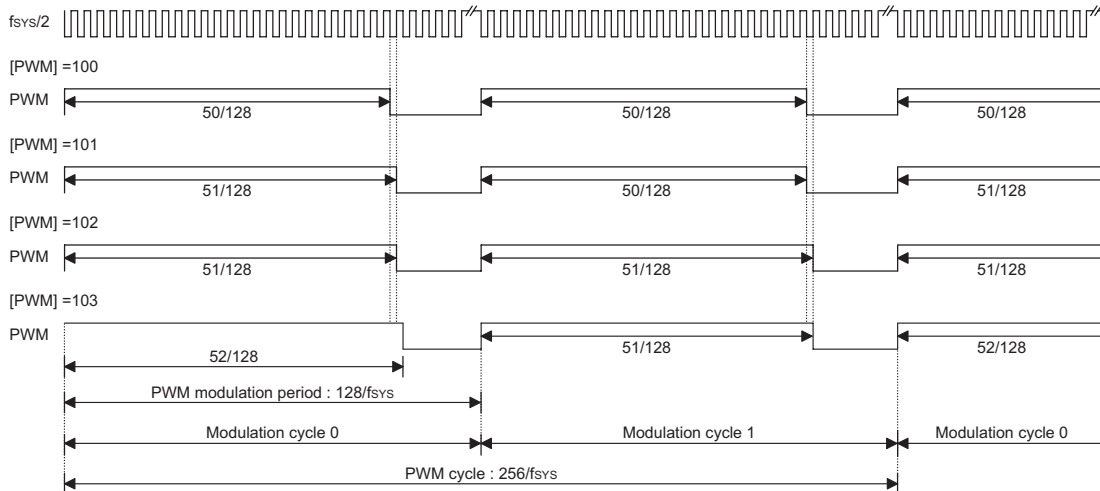 fSYS/2
[PWM] =100
PWM
50/128 50/128 50/128
[PWM] =101
PWM
51/128 50/128 51/128
[PWM] =102
PWM
51/128 51/128 51/128
[PWM] =103
PWM
52/128 51/128 52/128
PWM modulation period : 128/fSYS
Modulation cycle 0 Modulation cycle 1 Modulation cycle 0
PWM cycle : 256/fSYS